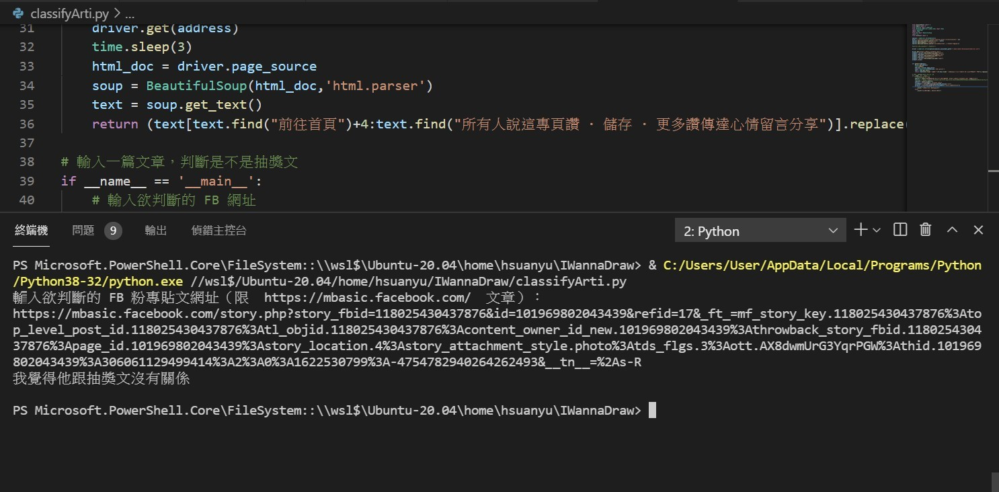 classifyArti.py > ...
31 driver.get(address)
32 time.sleep(3)
33 html_doc = driver.page_source
34 soup = BeautifulSoup(html_doc,'html.parser')
35 text = soup.get_text()
36 return (text[text.find("前往首頁")+4:text.find("所有人說這專頁讚 · 儲存 · 更多讚傳達心情留言分享")].replace(
37
38 # 輸入一篇文章，判斷是不是抽獎文
39 if __name__ == '__main__':
40 # 輸入欲判斷的 FB 網址
終端機 問題 9 輸出 偵錯主控台 2: Python
PS Microsoft.PowerShell.Core\FileSystem::\\wsl$\Ubuntu-20.04\home\hsuanyu\IWannaDraw> & C:/Users/User/AppData/Local/Programs/Python
/Python38-32/python.exe //wsl$/Ubuntu-20.04/home/hsuanyu/IWannaDraw/classifyArti.py
輸入欲判斷的 FB 粉專貼文網址（限 https://mbasic.facebook.com/ 文章）：
https://mbasic.facebook.com/story.php?story_fbid=118025430437876&id=101969802043439&refid=17&_ft_=mf_story_key.118025430437876%3Ato
p_level_post_id.118025430437876%3Atl_objid.118025430437876%3Acontent_owner_id_new.101969802043439%3Athrowback_story_fbid.118025430
437876%3Apage_id.101969802043439%3Astory_location.4%3Astory_attachment_style.photo%3Atds_flgs.3%3Aott.AX8dwmUrG3YqrPGW%3Athid.101969
802043439%3A306061129499414%3A2%3A0%3A1622530799%3A-4754782940264262493&__tn__=%2As-R
我覺得他跟抽獎文沒有關係
PS Microsoft.PowerShell.Core\FileSystem::\\wsl$\Ubuntu-20.04\home\hsuanyu\IWannaDraw>